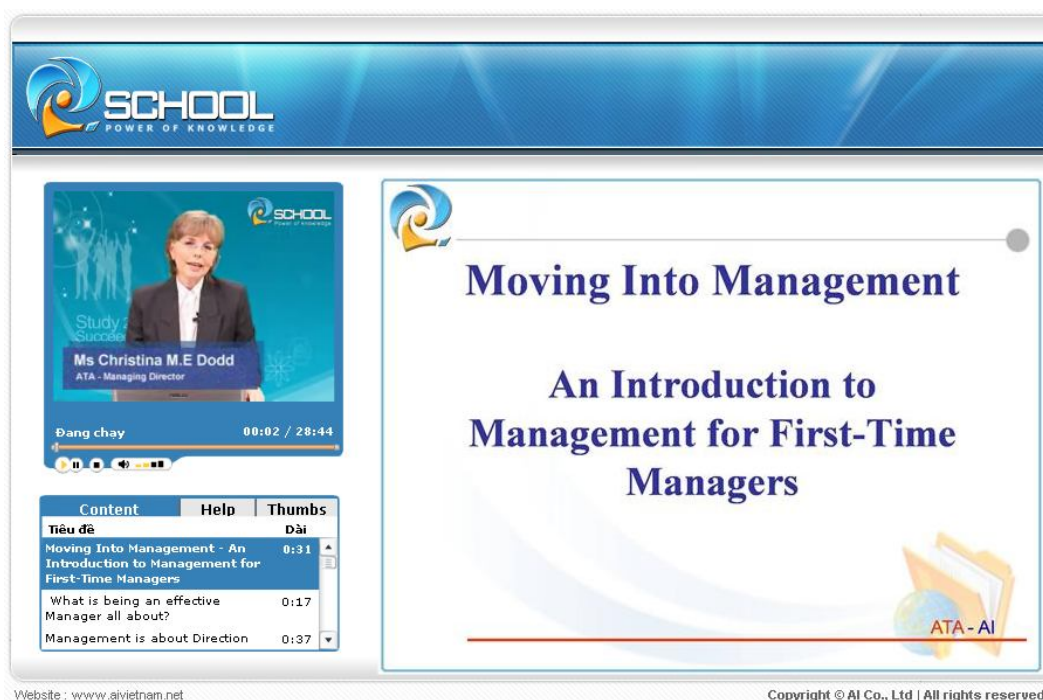 SCHOOL
POWER OF KNOWLEDGE
SCHOOL
Power of knowledge
Study
Succeed
Ms Christina M.E Dodd
ATA - Managing Director
Đang chạy 00:02 / 28:44
Content Help Thumbs
Tiêu đề Dài
Moving Into Management - An 0:31
Introduction to Management for
First-Time Managers
What is being an effective 0:17
Manager all about?
Management is about Direction 0:37
Moving Into Management
An Introduction to
Management for First-Time
Managers
ATA - AI
Website : www.aivietnam.net
Copyright © AI Co., Ltd | All rights reserved